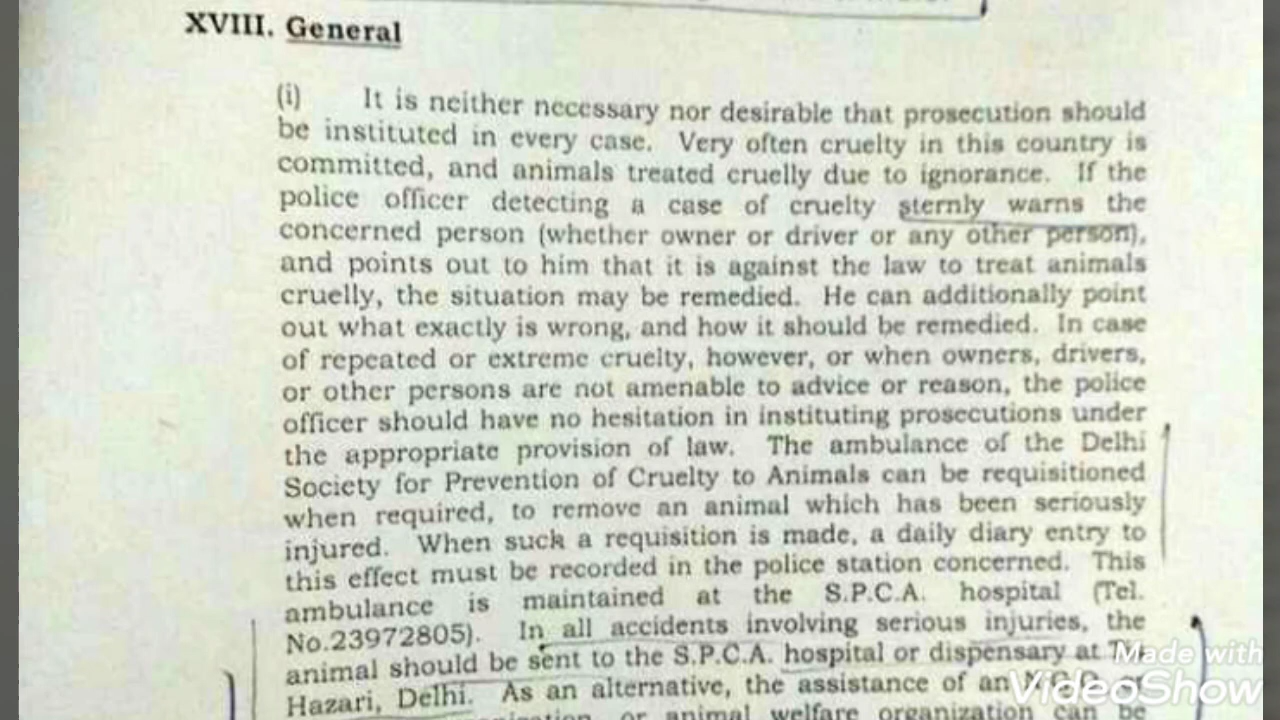 XVIII. General
(i) It is neither necessary nor desirable that prosecution should
be instituted in every case. Very often cruelty in this country is
committed, and animals treated cruelly due to ignorance. If the
police officer detecting a case of cruelty sternly warns the
concerned person (whether owner or driver or any other person),
and points out to him that it is against the law to treat animals
cruelly, the situation may be remedied. He can additionally point
out what exactly is wrong, and how it should be remedied. In case
of repeated or extreme cruelty, however, or when owners, drivers,
or other persons are not amenable to advice or reason, the police
officer should have no hesitation in instituting prosecutions under
the appropriate provision of law. The ambulance of the Delhi
Society for Prevention of Cruelty to Animals can be requisitioned
when required, to remove an animal which has been seriously
injured. When such a requisition is made, a daily diary entry to
this effect must be recorded in the police station concerned. This
ambulance is maintained at the S.P.C.A. hospital (Tel.
No.23972805). In all accidents involving serious injuries, the
animal should be sent to the S.P.C.A. hospital or dispensary at
Hazari, Delhi. As an alternative, the assistance of an
or animal welfare organization can be
Made with
VideoShow